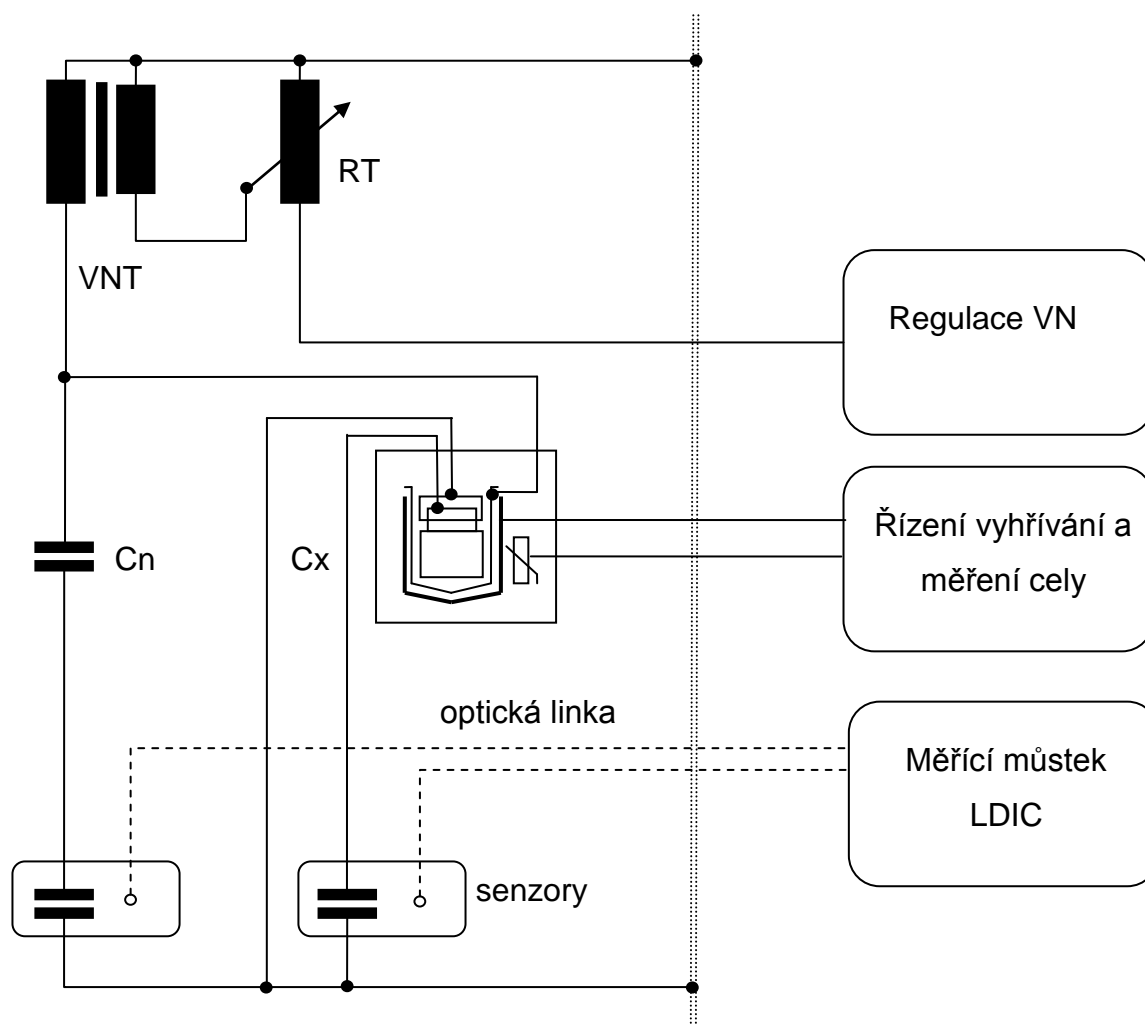 RT
VNT
Regulace VN
Cn
Cx
Řízení vyhřívání a
měření cely
optická linka
Měřící můstek
LDIC
senzory